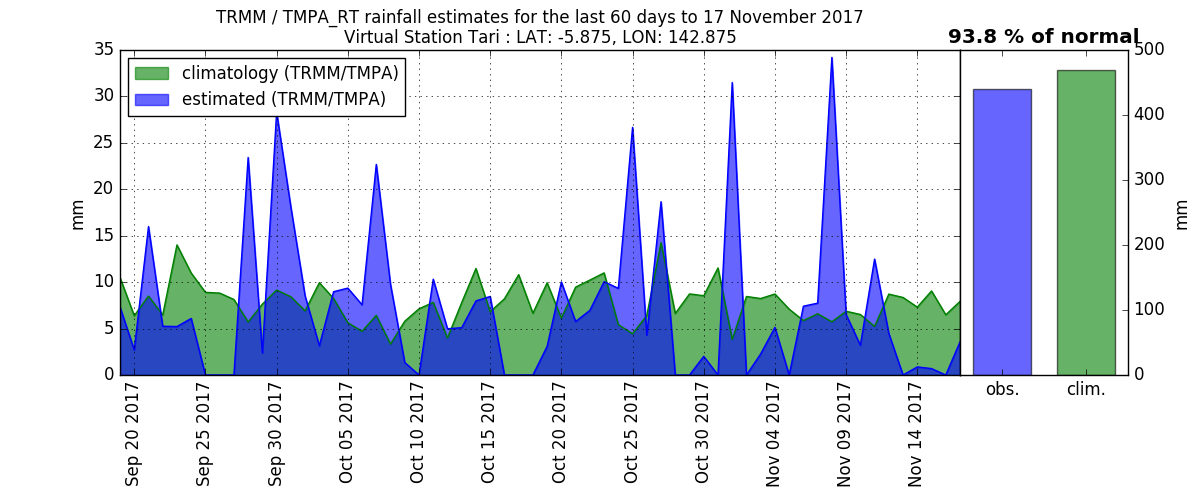 TRMM / TMPA_RT rainfall estimates for the last 60 days to 17 November 2017
Virtual Station Tari : LAT: -5.875, LON: 142.875
93.8 % of normal
climatology (TRMM/TMPA)
estimated (TRMM/TMPA)
35
30
25
20
15
10
5
0
mm
500
400
300
200
100
0
mm
Sep 20 2017
Sep 25 2017
Sep 30 2017
Oct 05 2017
Oct 10 2017
Oct 15 2017
Oct 20 2017
Oct 25 2017
Oct 30 2017
Nov 04 2017
Nov 09 2017
Nov 14 2017
obs.
clim.